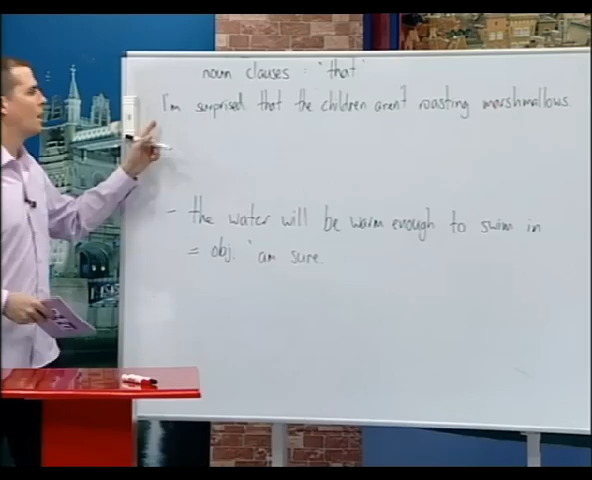 noun clauses : 'that'
I'm surprised that the children aren't roasting marshmallows.
- the water will be warm enough to swim in
= obj. 'am sure.